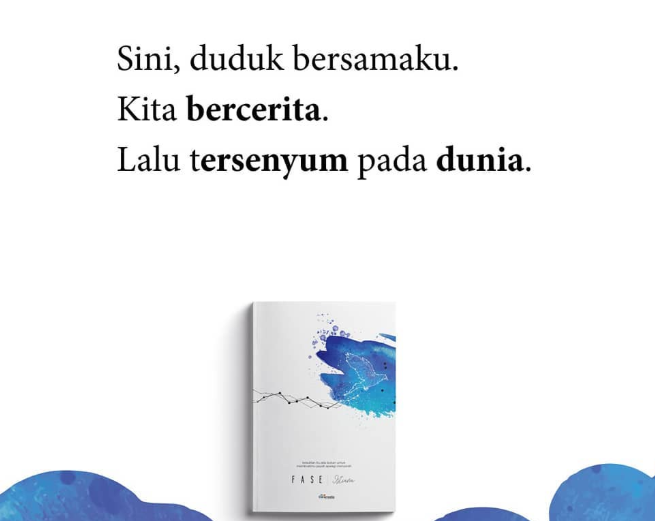 Sini, duduk bersamaku.
Kita bercerita.
Lalu tersenyum pada dunia.
FASE